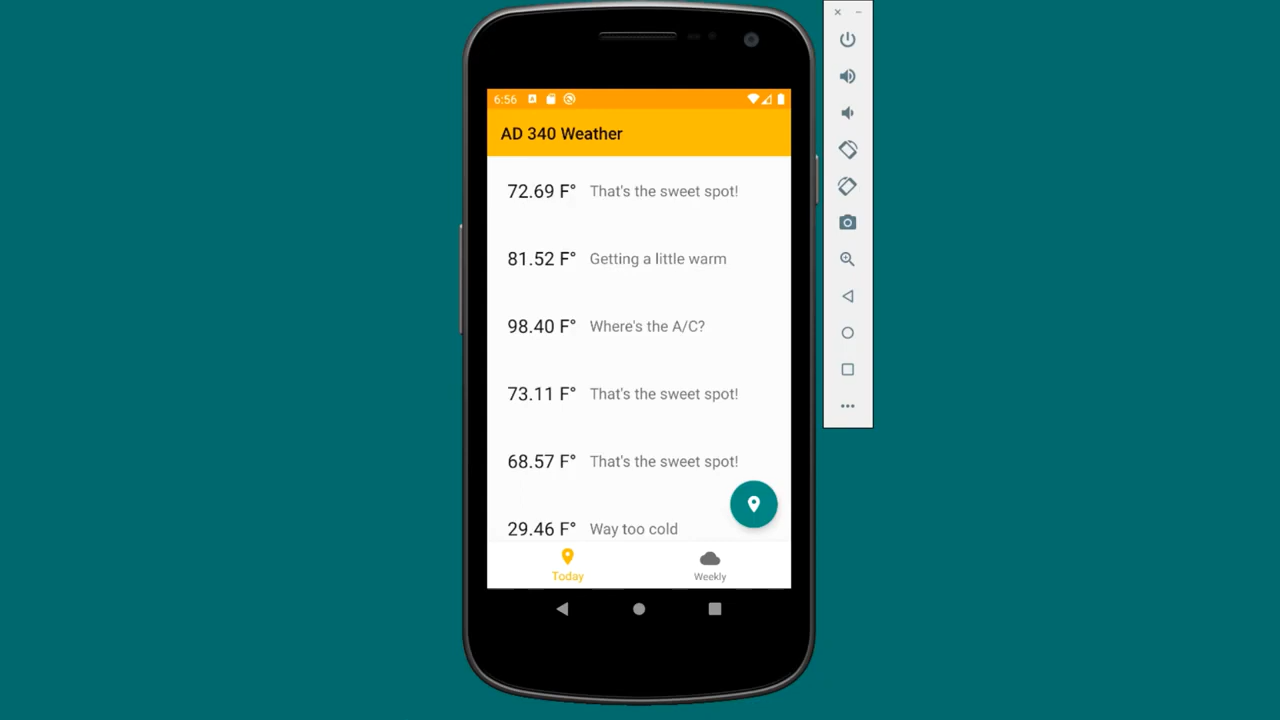 6:56
AD 340 Weather
72.69 F° That's the sweet spot!
81.52 F° Getting a little warm
98.40 F° Where's the A/C?
73.11 F° That's the sweet spot!
68.57 F° That's the sweet spot!
29.46 F° Way too cold
Today Weekly